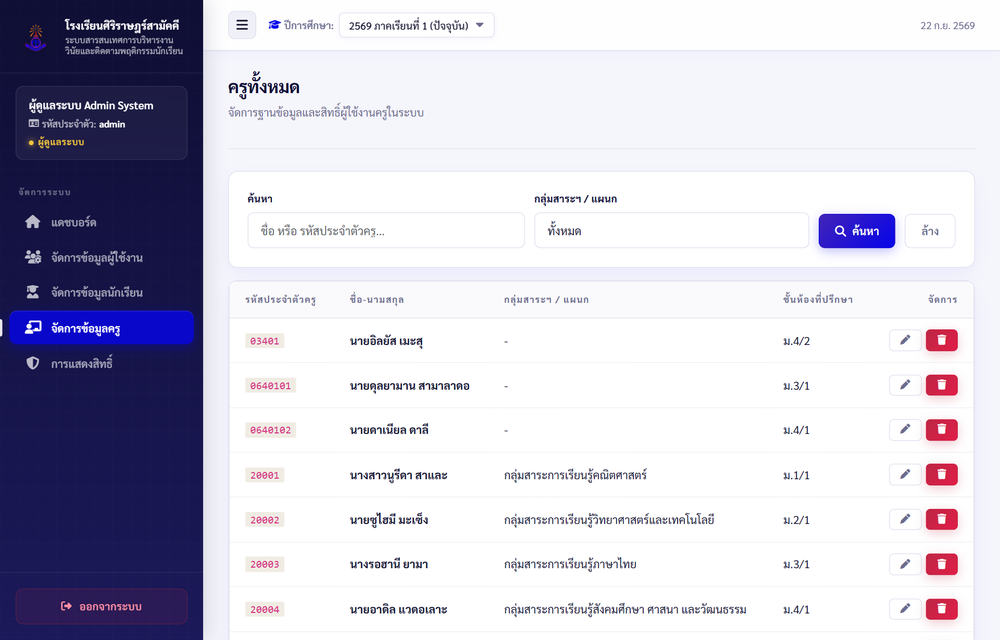 โรงเรียนศิริราษฎร์สามัคคี
ระบบสารสนเทศการบริหารงาน
วินัยและติดตามพฤติกรรมนักเรียน
ผู้ดูแลระบบ Admin System
รหัสประจำตัว: admin
ผู้ดูแลระบบ
จัดการระบบ
แดชบอร์ด
จัดการข้อมูลผู้ใช้งาน
จัดการข้อมูลนักเรียน
จัดการข้อมูลครู
การแสดงสิทธิ์
ออกจากระบบ
ปีการศึกษา: 2569 ภาคเรียนที่ 1 (ปัจจุบัน)
22 ก.ย. 2569
ครูทั้งหมด
จัดการฐานข้อมูลและสิทธิ์ผู้ใช้งานครูในระบบ
ค้นหา กลุ่มสาระฯ / แผนก
ชื่อ หรือ รหัสประจำตัวครู... ทั้งหมด ค้นหา ล้าง
รหัสประจำตัวครู ชื่อ-นามสกุล กลุ่มสาระฯ / แผนก ชั้นห้องที่ปรึกษา จัดการ
03401 นายอิลยัส เมะสุ - ม.4/2
0640101 นายดุลยามาน สามาลาดอ - ม.3/1
0640102 นายดาเนียล ดาลี - ม.4/1
20001 นางสาวนูรีดา สาและ กลุ่มสาระการเรียนรู้คณิตศาสตร์ ม.1/1
20002 นายซูไฮมี มะเซ็ง กลุ่มสาระการเรียนรู้วิทยาศาสตร์และเทคโนโลยี ม.2/1
20003 นางรอฮานี ยามา กลุ่มสาระการเรียนรู้ภาษาไทย ม.3/1
20004 นายอาดิล แวดอเลาะ กลุ่มสาระการเรียนรู้สังคมศึกษา ศาสนา และวัฒนธรรม ม.4/1